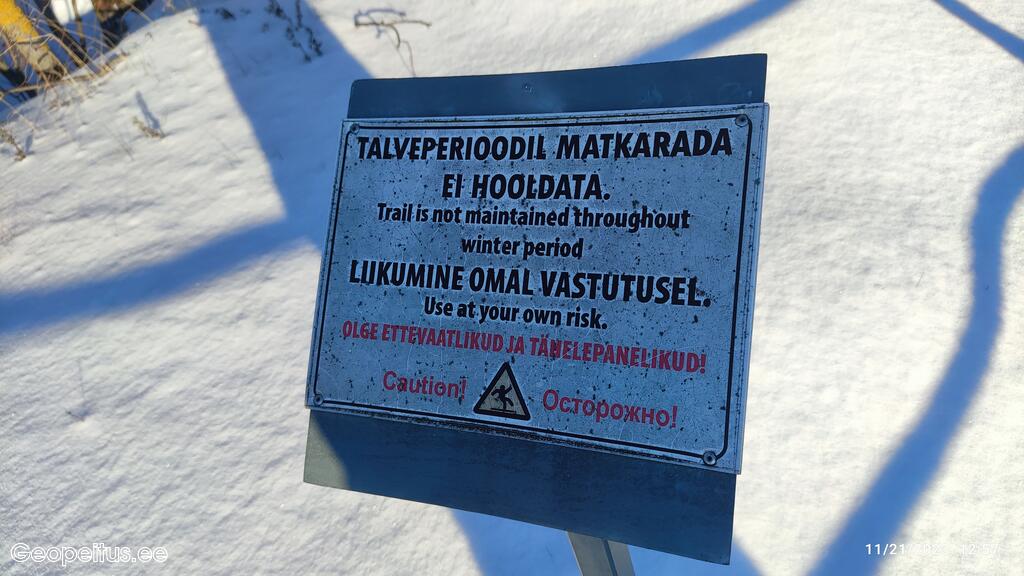 TALVEPERIOODIL MATKARADA
EI HOOLDATA.
Trail is not maintained throughout
winter period
LIIKUMINE OMAL VASTUTUSEL.
Use at your own risk.
OLGE ETTEVAATLIKUD JA TÄHELEPANELIKUD!
Caution! Осторожно!
Geopeitus.ee